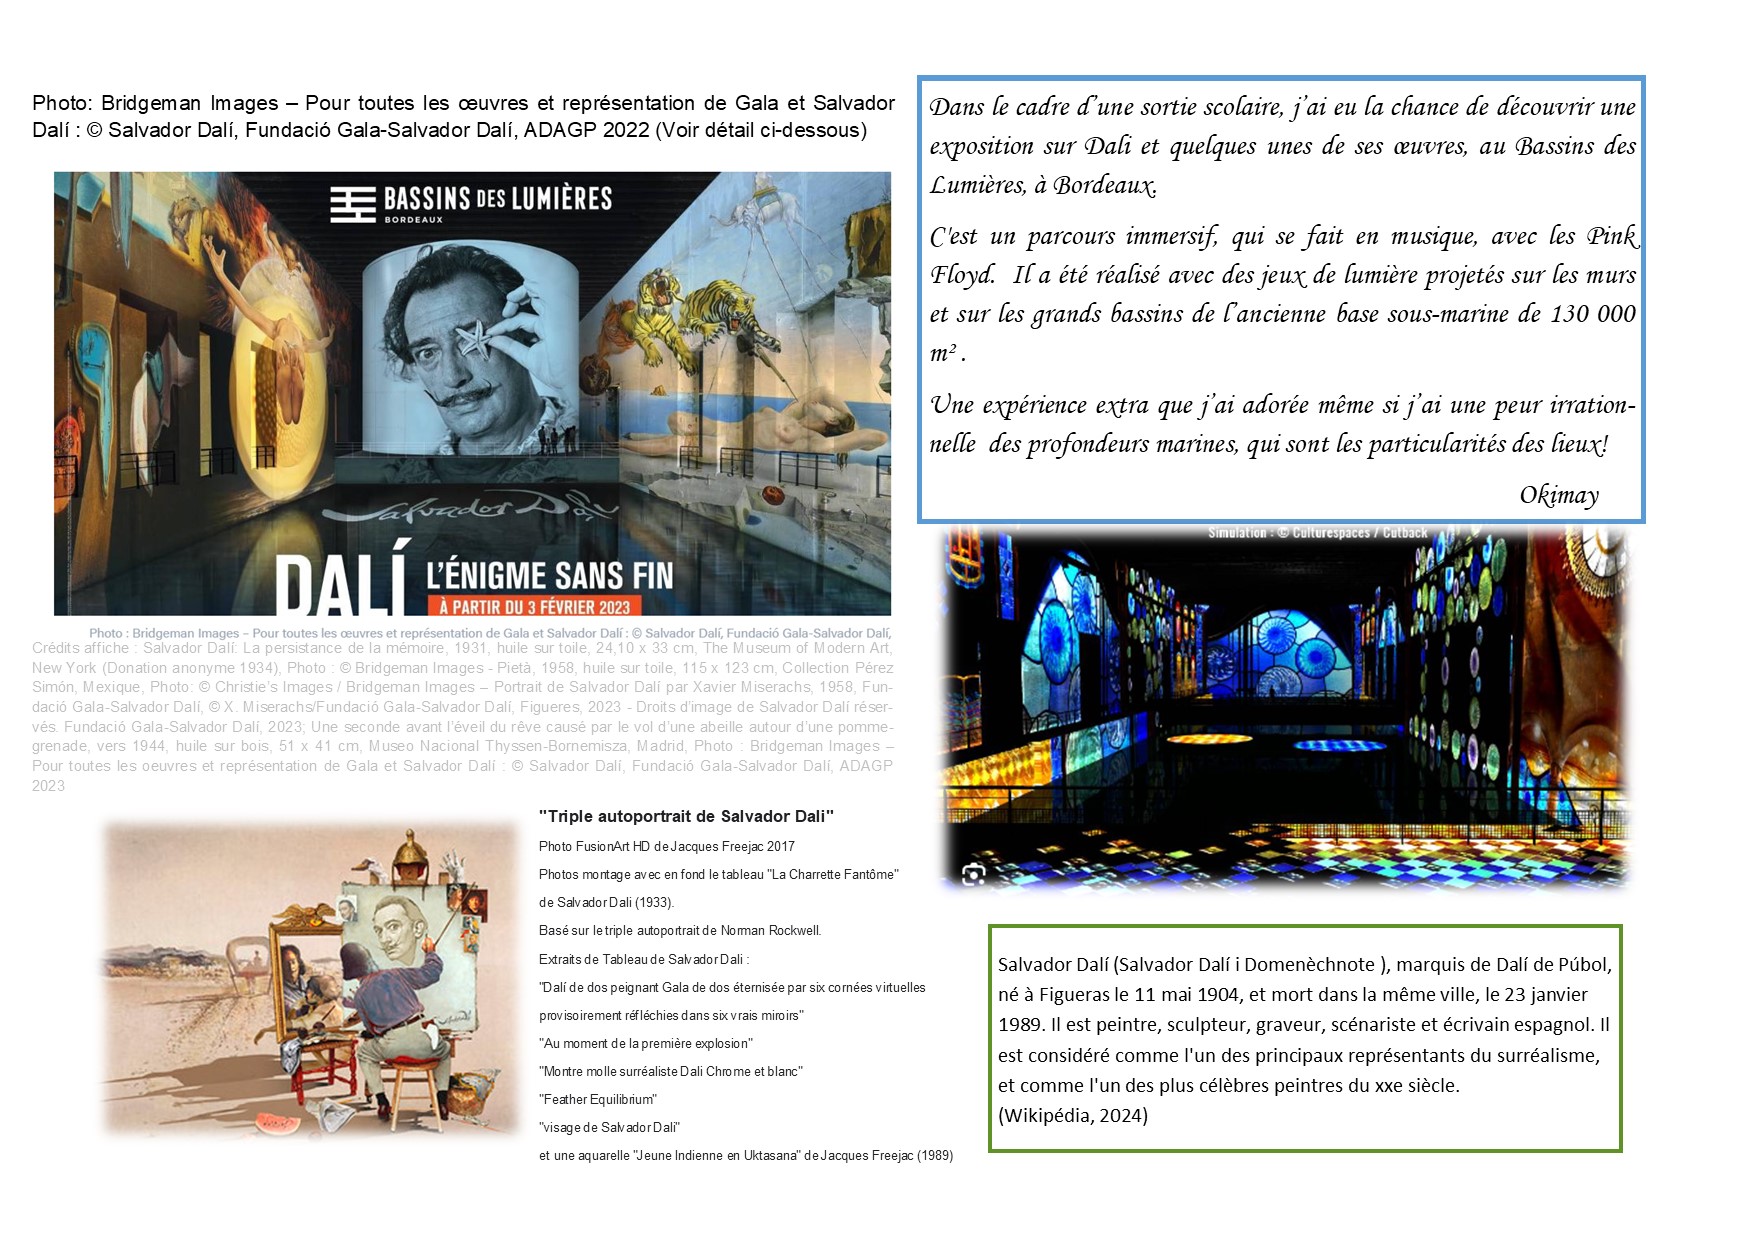 Photo: Bridgeman Images – Pour toutes les œuvres et représentation de Gala et Salvador
Dalí : © Salvador Dalí, Fundació Gala-Salvador Dalí, ADAGP 2022 (Voir détail ci-dessous)
BASSINS DES LUMIÈRES
BORDEAUX
Salvador Dalí
DALÍ
L'ÉNIGME SANS FIN
À PARTIR DU 3 FÉVRIER 2023
Photo : Bridgeman Images – Pour toutes les œuvres et représentation de Gala et Salvador Dalí : © Salvador Dalí, Fundació Gala-Salvador Dalí,
Crédits affiche : Salvador Dalí: La persistance de la mémoire, 1931, huile sur toile, 24,10 x 33 cm, The Museum of Modern Art,
New York (Donation anonyme 1934), Photo : © Bridgeman Images - Pietà, 1958, huile sur toile, 115 x 123 cm, Collection Pérez
Simón, Mexique, Photo: © Christie’s Images / Bridgeman Images – Portrait de Salvador Dalí par Xavier Miserachs, 1958, Fun-
dació Gala-Salvador Dalí, © X. Miserachs/Fundació Gala-Salvador Dalí, Figueres, 2023 - Droits d’image de Salvador Dalí réser-
vés. Fundació Gala-Salvador Dalí, 2023; Une seconde avant l’éveil du rêve causé par le vol d’une abeille autour d’une pomme-
grenade, vers 1944, huile sur bois, 51 x 41 cm, Museo Nacional Thyssen-Bornemisza, Madrid, Photo : Bridgeman Images –
Pour toutes les oeuvres et représentation de Gala et Salvador Dalí : © Salvador Dalí, Fundació Gala-Salvador Dalí, ADAGP
2023
"Triple autoportrait de Salvador Dali"
Photo FusionArt HD de Jacques Freejac 2017
Photos montage avec en fond le tableau "La Charrette Fantôme"
de Salvador Dali (1933).
Basé sur le triple autoportrait de Norman Rockwell.
Extraits de Tableau de Salvador Dali :
"Dalí de dos peignant Gala de dos éternisée par six cornées virtuelles
provisoirement réfléchies dans six vrais miroirs"
"Au moment de la première explosion"
"Montre molle surréaliste Dali Chrome et blanc"
"Feather Equilibrium"
"visage de Salvador Dali"
et une aquarelle "Jeune Indienne en Uktasana" de Jacques Freejac (1989)
Dans le cadre d’une sortie scolaire, j’ai eu la chance de découvrir une
exposition sur Dali et quelques unes de ses œuvres, au Bassins des
Lumières, à Bordeaux.
C'est un parcours immersif, qui se fait en musique, avec les Pink
Floyd. Il a été réalisé avec des jeux de lumière projetés sur les murs
et sur les grands bassins de l’ancienne base sous-marine de 130 000
m² .
Une expérience extra que j’ai adorée même si j’ai une peur irration-
nelle des profondeurs marines, qui sont les particularités des lieux!
Okimay
Simulation : © Culturespaces / Cutback
Salvador Dalí (Salvador Dalí i Domenèchnote ), marquis de Dalí de Púbol,
né à Figueras le 11 mai 1904, et mort dans la même ville, le 23 janvier
1989. Il est peintre, sculpteur, graveur, scénariste et écrivain espagnol. Il
est considéré comme l'un des principaux représentants du surréalisme,
et comme l'un des plus célèbres peintres du xxe siècle.
(Wikipédia, 2024)